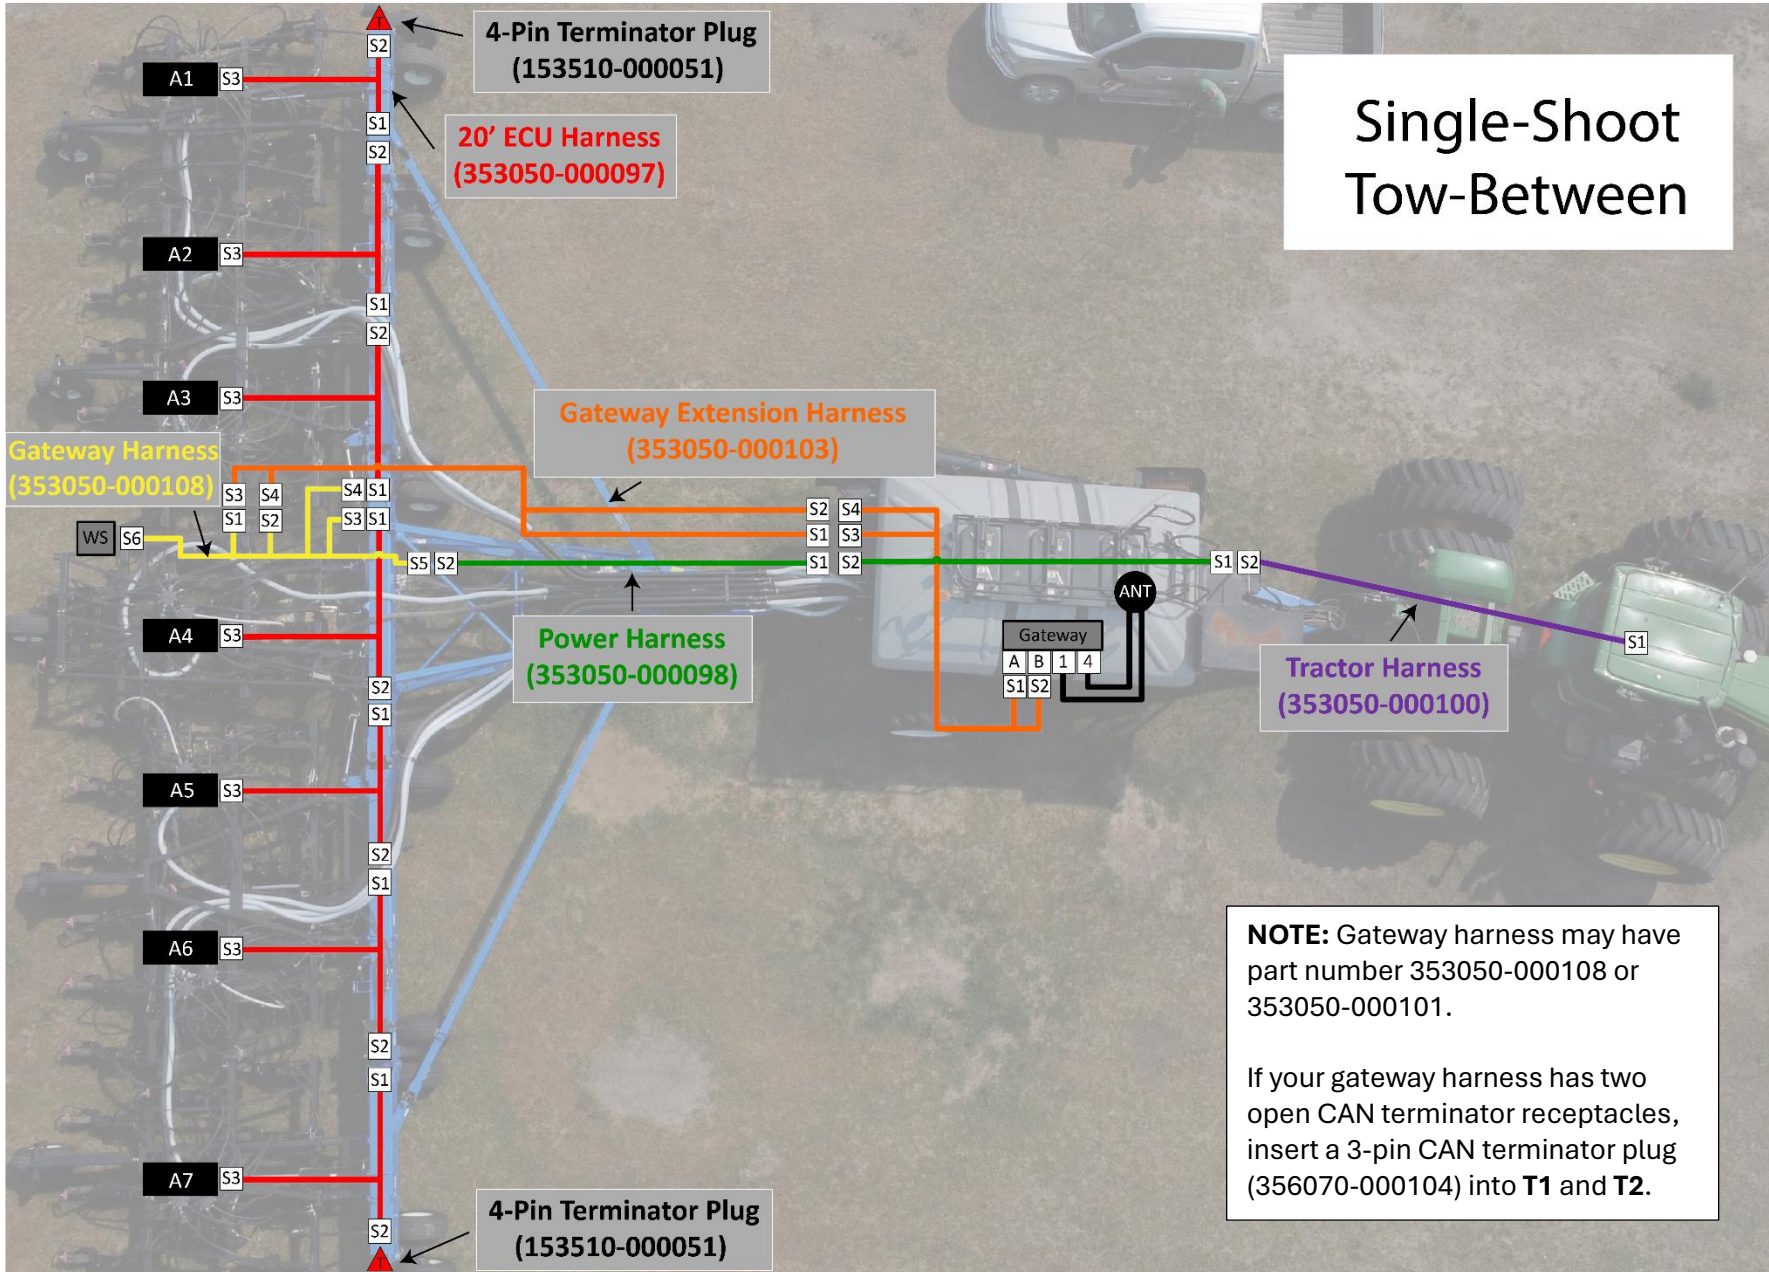 Single-Shoot
Tow-Between
T
4-Pin Terminator Plug
(153510-000051)
S2
A1 S3
20' ECU Harness
(353050-000097)
S1
S2
A2 S3
S1
S2
A3 S3
Gateway Extension Harness
(353050-000103)
Gateway Harness
(353050-000108)
S3 S4 S4 S1
S1 S2 S3 S1
S2 S4
S1 S3
WS S6
S5 S2
S1 S2
S1 S2
ANT
Gateway
A B 1 4
S1 S2
A4 S3
Power Harness
(353050-000098)
S1
Tractor Harness
(353050-000100)
S2
S1
A5 S3
S2
S1
A6 S3
S2
S1
A7 S3
S2
T
4-Pin Terminator Plug
(153510-000051)
NOTE: Gateway harness may have
part number 353050-000108 or
353050-000101.
If your gateway harness has two
open CAN terminator receptacles,
insert a 3-pin CAN terminator plug
(356070-000104) into T1 and T2.